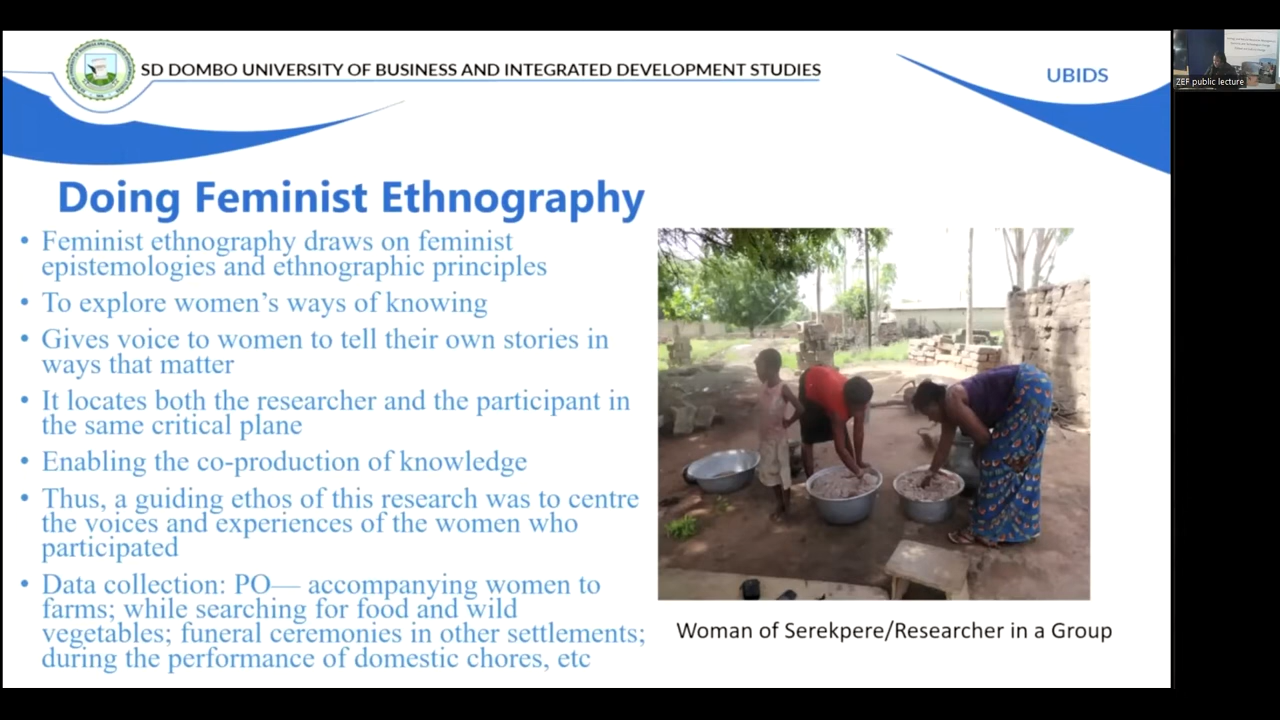 SD DOMBO UNIVERSITY OF BUSINESS AND INTEGRATED DEVELOPMENT STUDIES
UBIDS
ZEF public lecture
Doing Feminist Ethnography
• Feminist ethnography draws on feminist
epistemologies and ethnographic principles
• To explore women’s ways of knowing
• Gives voice to women to tell their own stories in
ways that matter
• It locates both the researcher and the participant in
the same critical plane
• Enabling the co-production of knowledge
• Thus, a guiding ethos of this research was to centre
the voices and experiences of the women who
participated
• Data collection: PO— accompanying women to
farms; while searching for food and wild
vegetables; funeral ceremonies in other settlements;
during the performance of domestic chores, etc
Woman of Serekpere/Researcher in a Group